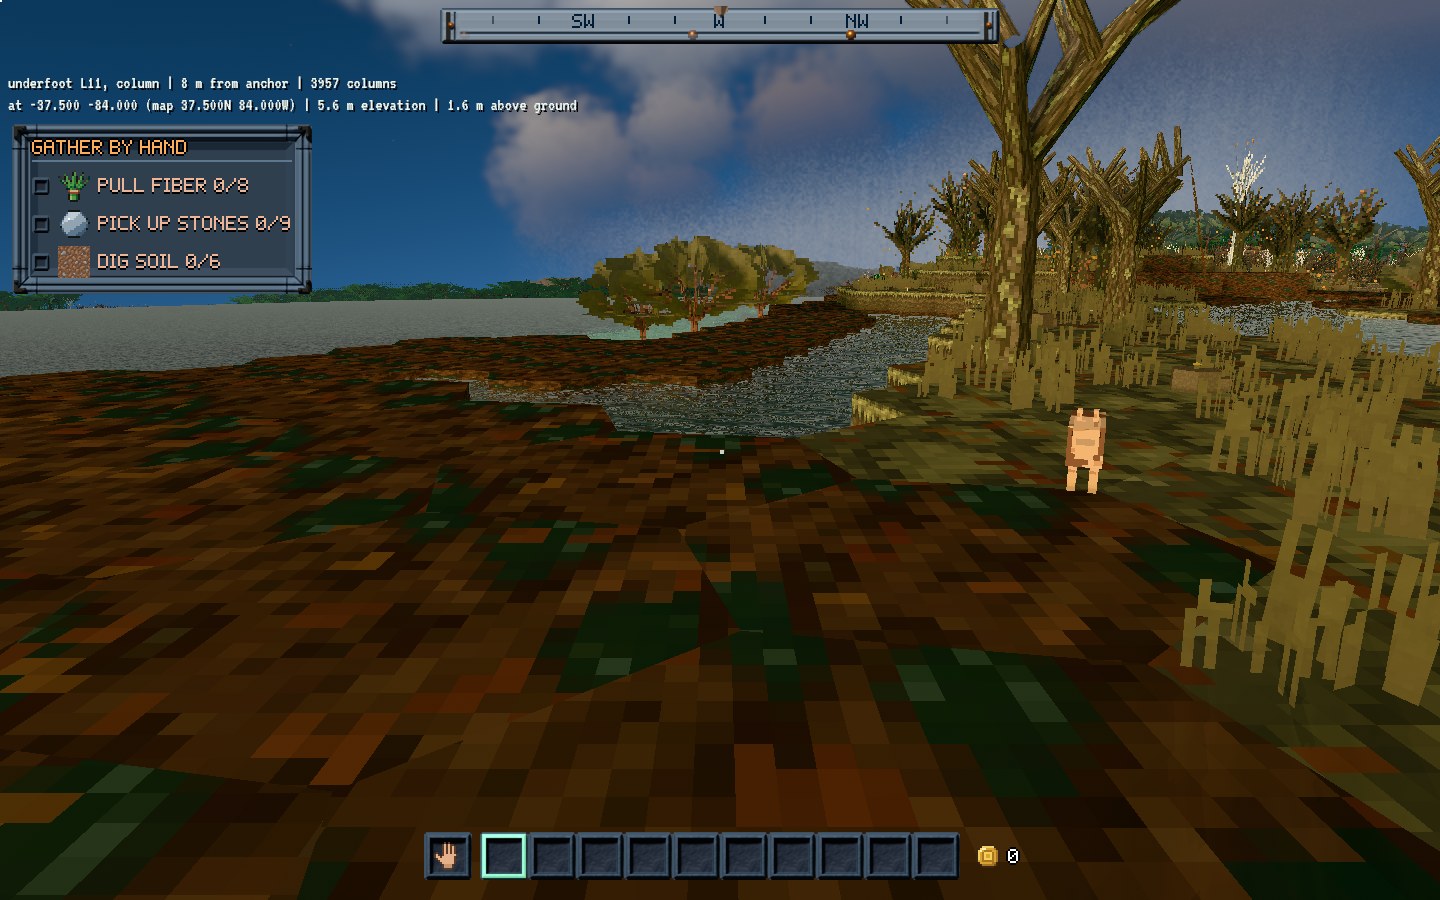 SW W NW
underfoot L11, column | 8 m from anchor | 3957 columns
at -37.500 -84.000 (map 37.500N 84.000W) | 5.6 m elevation | 1.6 m above ground
GATHER BY HAND
PULL FIBER 0/8
PICK UP STONES 0/9
DIG SOIL 0/6
0